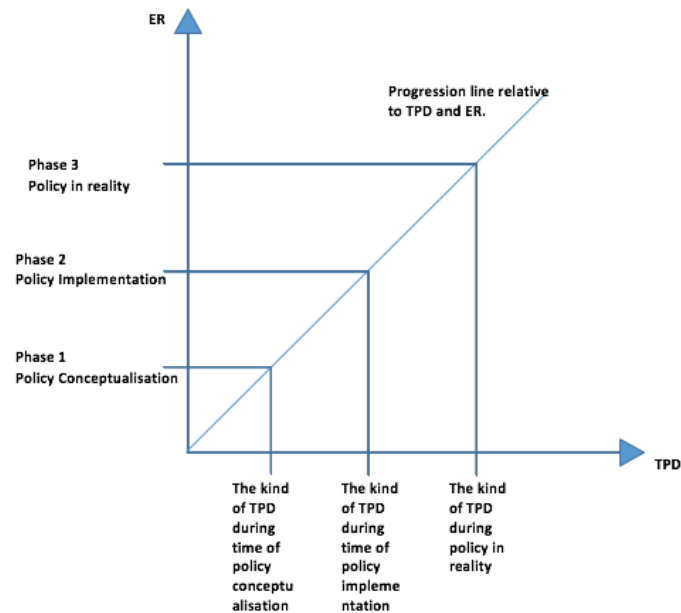 ER
Progression line relative
to TPD and ER.
Phase 3
Policy in reality
Phase 2
Policy Implementation
Phase 1
Policy Conceptualisation
TPD
The kind
of TPD
during
time of
policy
conceptu
alisation
The kind
of TPD
during
time of
policy
impleme
ntation
The kind
of TPD
during
policy in
reality